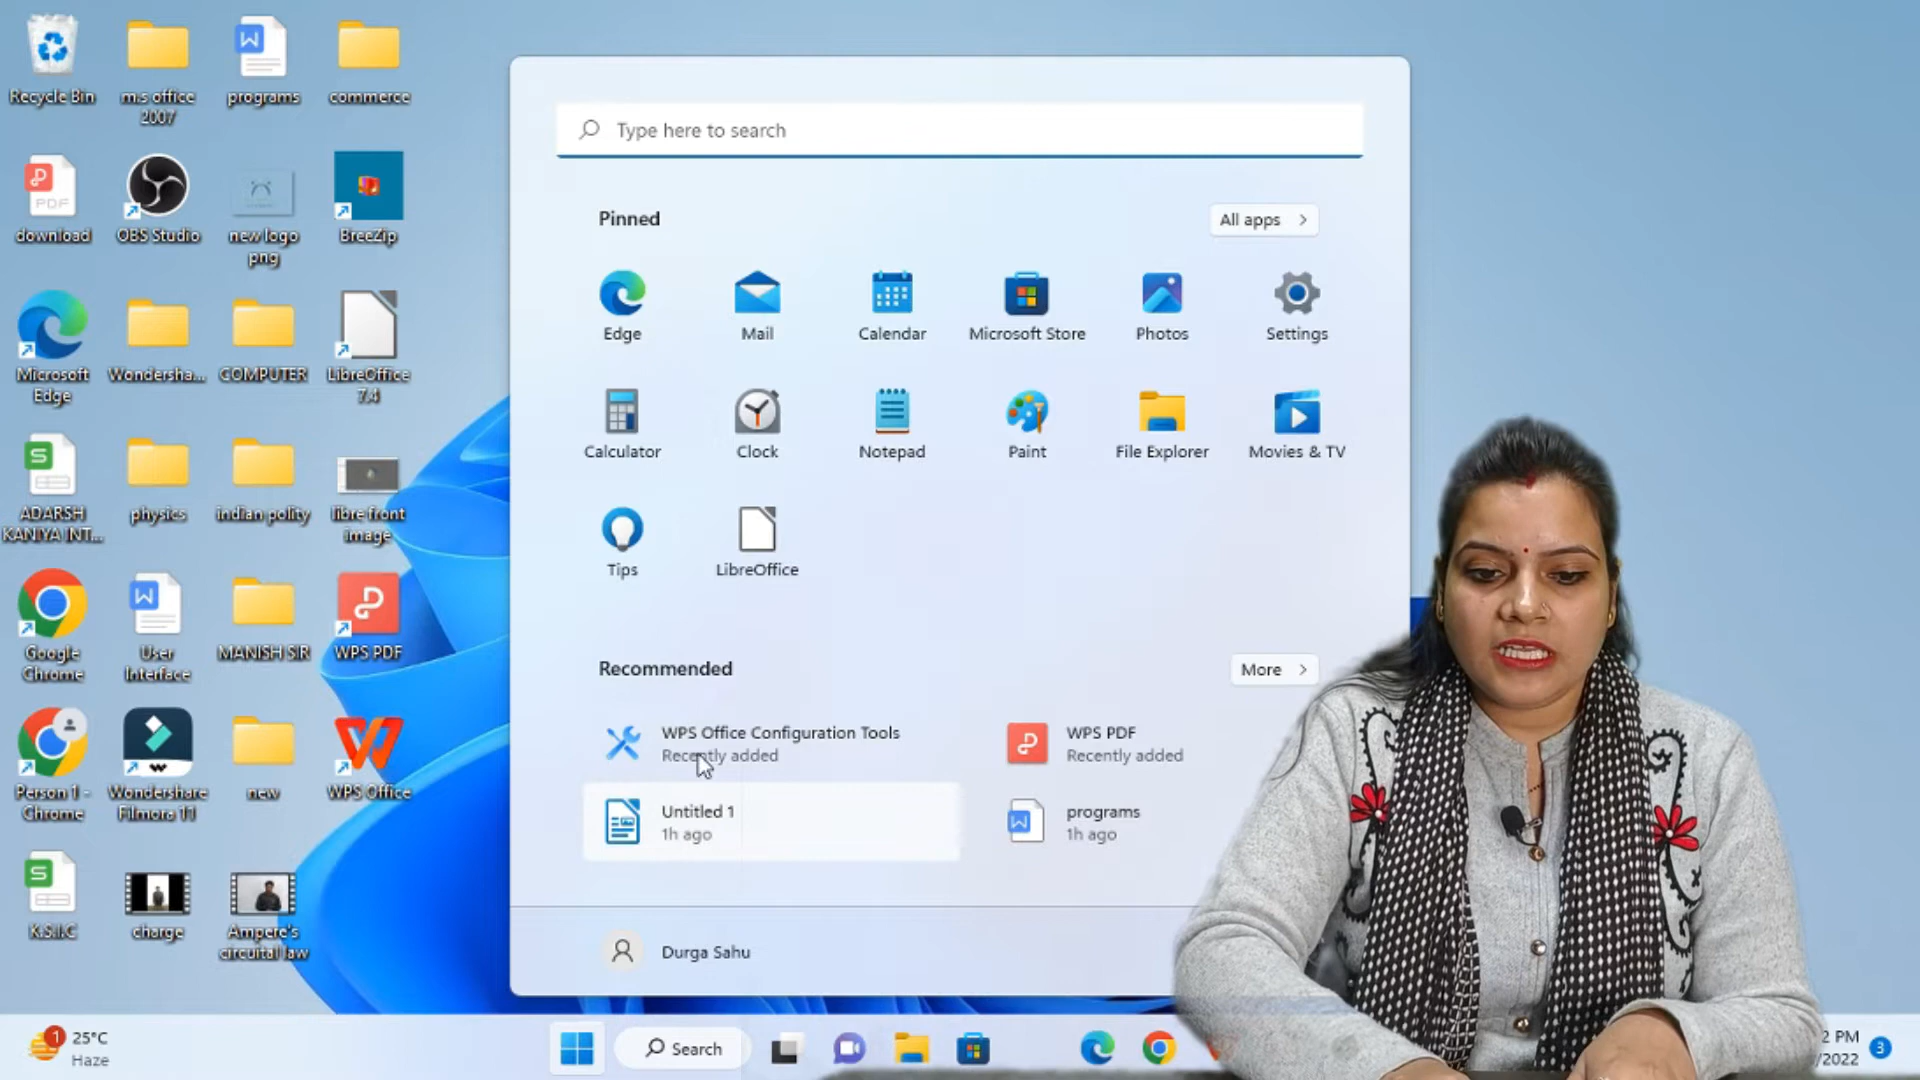 Recycle Bin
m.s office
2007
programs
commerce
PDF
download
OBS Studio
new logo
png
BreeZip
Microsoft
Edge
Wondersha...
COMPUTER
LibreOffice
7.4
ADARSH
KANIYA INT...
physics
indian polity
libre front
image
Google
Chrome
User
Interface
MANISH SIR
WPS PDF
Person 1 -
Chrome
Wondershare
Filmora 11
new
WPS Office
K.S.I.C
charge
Ampere's
circuital law
Type here to search
Pinned
All apps
Edge
Mail
Calendar
Microsoft Store
Photos
Settings
Calculator
Clock
Notepad
Paint
File Explorer
Movies & TV
Tips
LibreOffice
Recommended
More
WPS Office Configuration Tools
Recently added
WPS PDF
Recently added
Untitled 1
1h ago
programs
1h ago
Durga Sahu
1
25°C
Haze
Search
2 PM
/2022
3